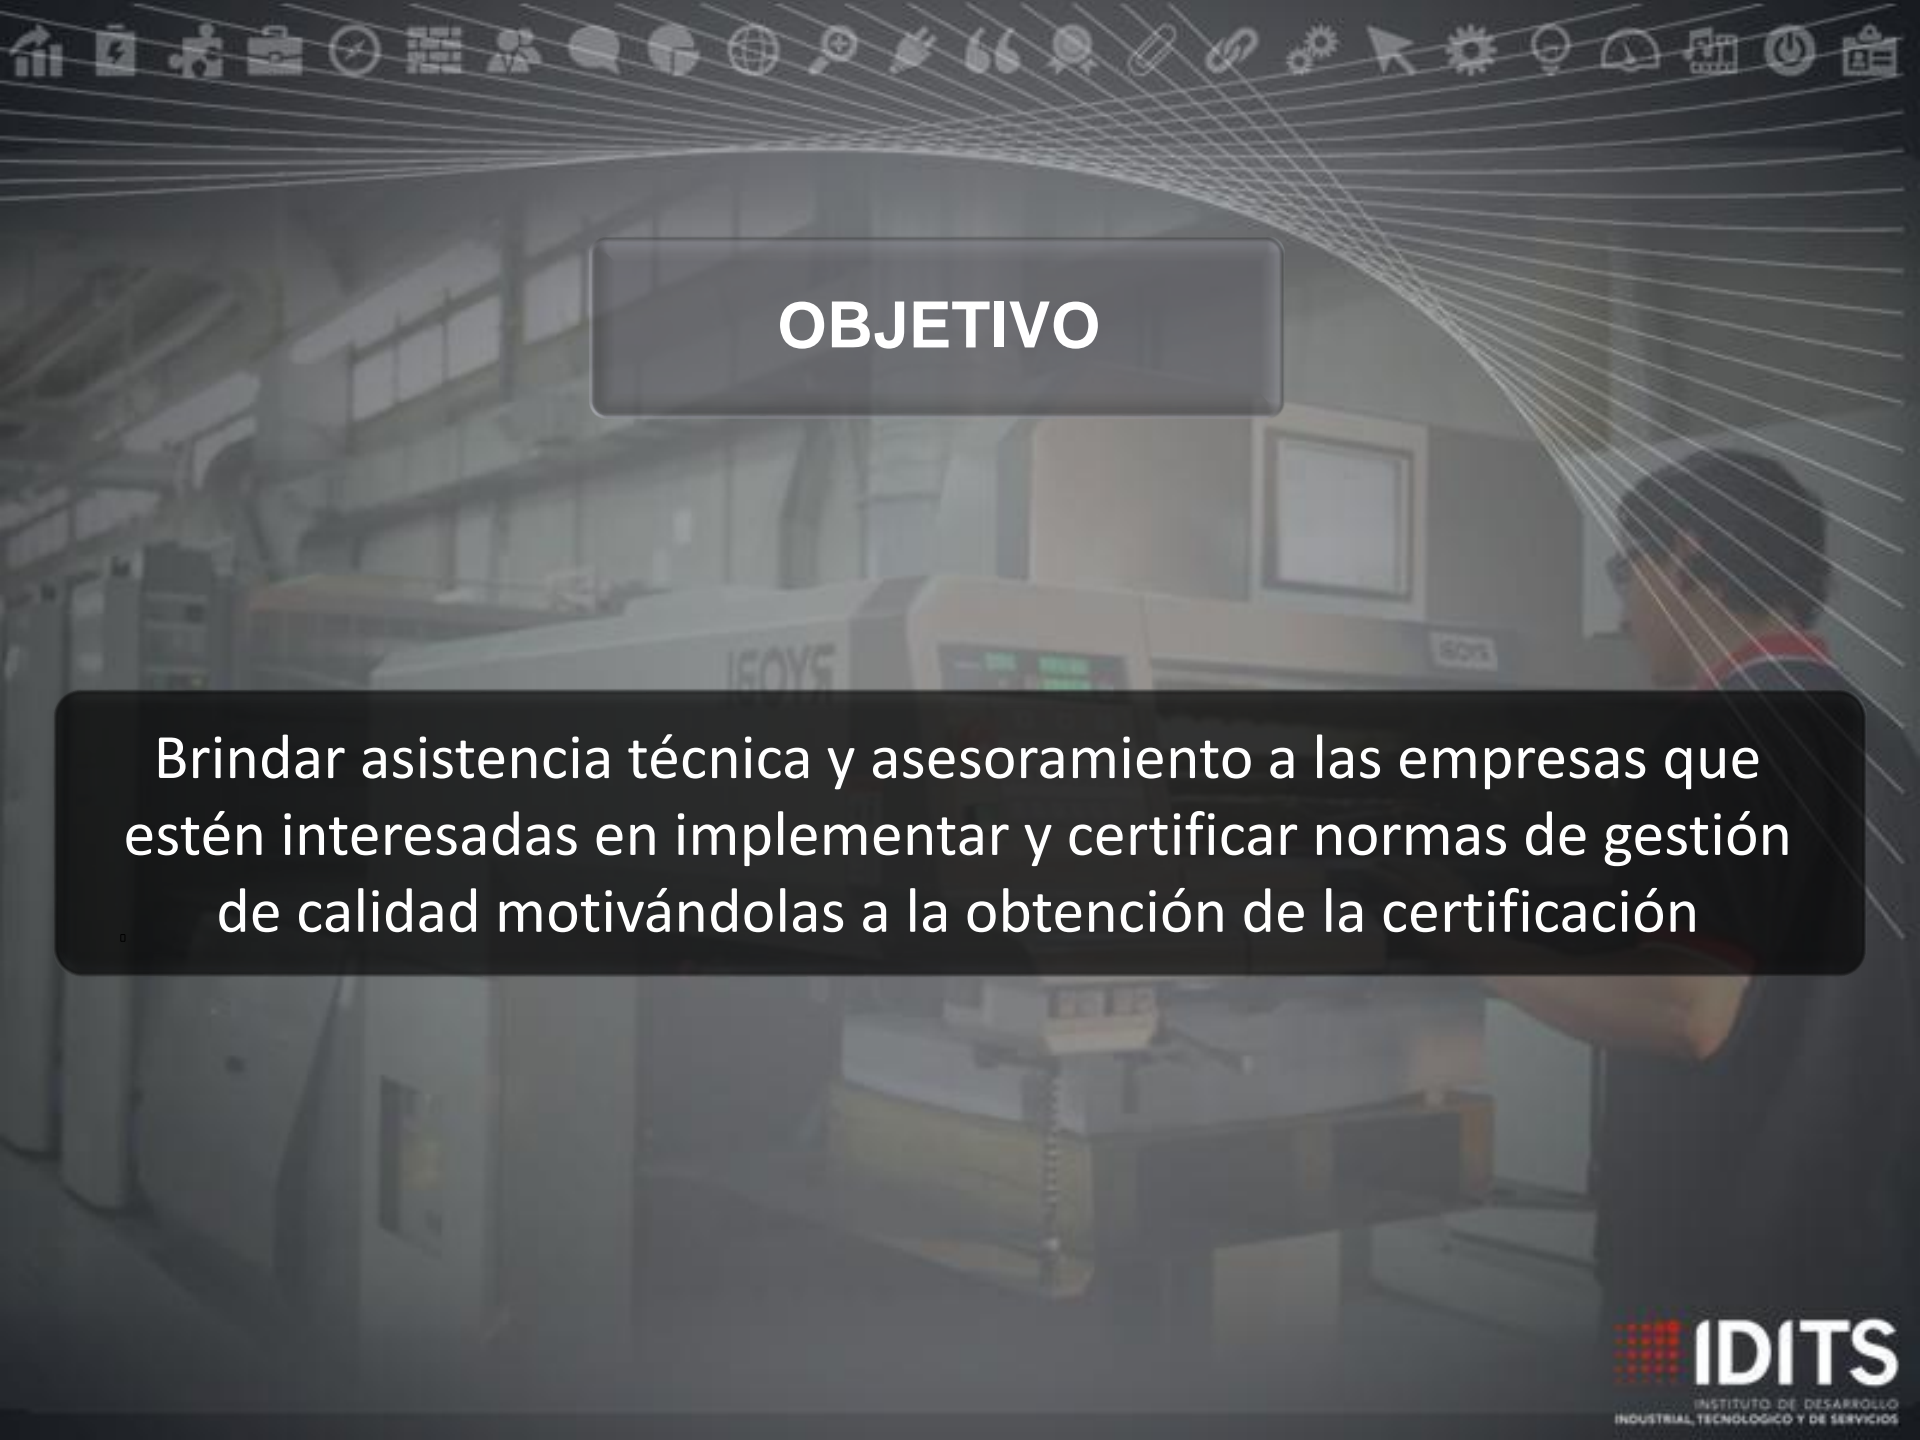 OBJETIVO
Brindar asistencia técnica y asesoramiento a las empresas que
estén interesadas en implementar y certificar normas de gestión
de calidad motivándolas a la obtención de la certificación
IDITS
INSTITUTO DE DESARROLLO
INDUSTRIAL, TECNOLOGICO Y DE SERVICIOS